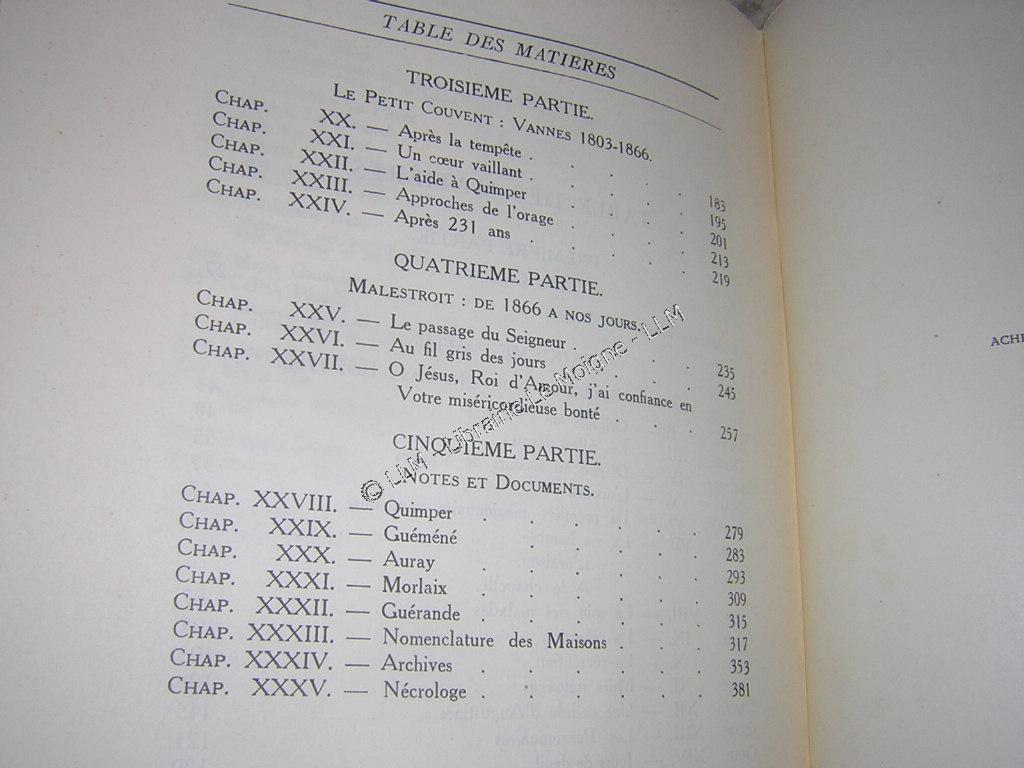 TABLE DES MATIERES
TROISIEME PARTIE.
LE PETIT COUVENT : VANNES 1803-1866.
CHAP. XX. — Après la tempête . . . . 183
CHAP. XXI. — Un cœur vaillant . . . . 195
CHAP. XXII. — L'aide à Quimper . . . . 201
CHAP. XXIII. — Approches de l'orage . . . . 213
CHAP. XXIV. — Après 231 ans . . . . 219
QUATRIEME PARTIE.
MALESTROIT : DE 1866 A NOS JOURS.
CHAP. XXV. — Le passage du Seigneur . . . . 235
CHAP. XXVI. — Au fil gris des jours . . . . 245
CHAP. XXVII. — O Jésus, Roi d'Amour, j'ai confiance en
Votre miséricordieuse bonté . . . 257
CINQUIEME PARTIE.
NOTES ET DOCUMENTS.
CHAP. XXVIII. — Quimper . . . . . . 279
CHAP. XXIX. — Guéméné . . . . . 283
CHAP. XXX. — Auray . . . . . . 293
CHAP. XXXI. — Morlaix . . . . . . 309
CHAP. XXXII. — Guérande . . . . . . 315
CHAP. XXXIII. — Nomenclature des Maisons . . . 317
CHAP. XXXIV. — Archives . . . . . . 353
CHAP. XXXV. — Nécrologe . . . . . . 381
© LLM - Librairie Le Moigne - LLM
ACHE